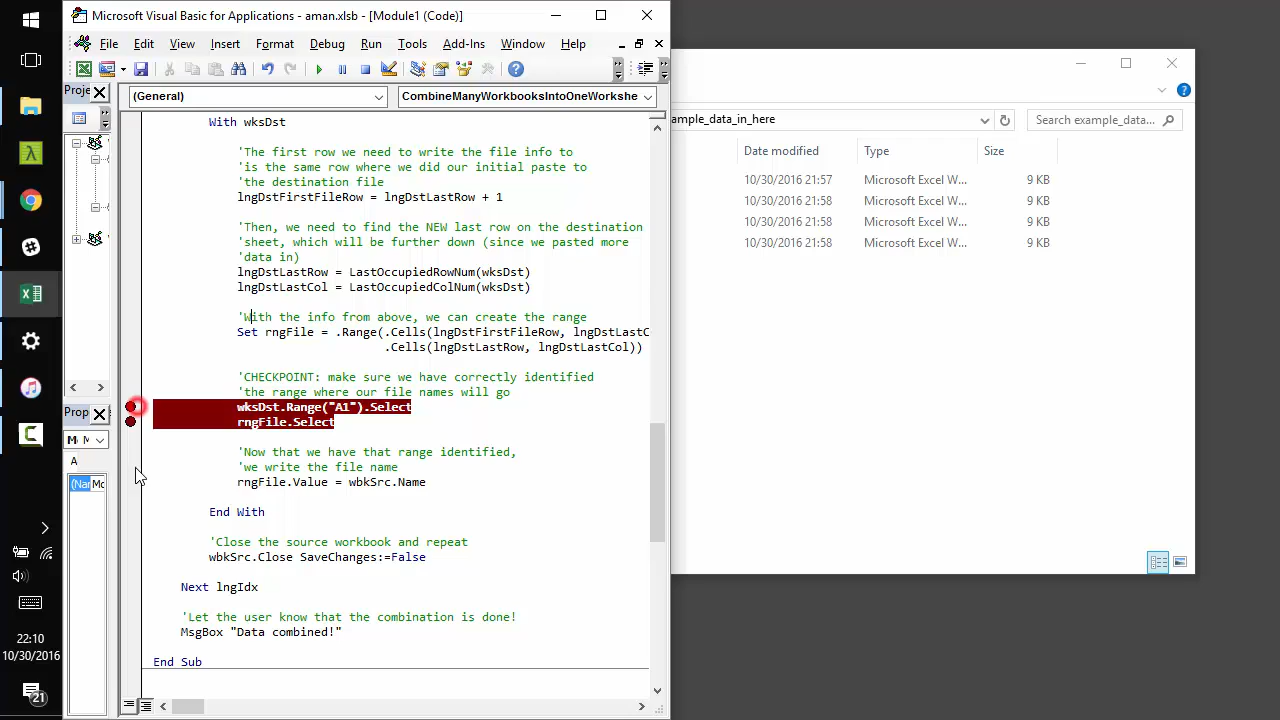 Microsoft Visual Basic for Applications - aman.xlsb - [Module1 (Code)]
File Edit View Insert Format Debug Run Tools Add-Ins Window Help
Proje
(General) CombineManyWorkbooksIntoOneWorkshe
With wksDst
'The first row we need to write the file info to
'is the same row where we did our initial paste to
'the destination file
lngDstFirstFileRow = lngDstLastRow + 1
'Then, we need to find the NEW last row on the destination
'sheet, which will be further down (since we pasted more
'data in)
lngDstLastRow = LastOccupiedRowNum(wksDst)
lngDstLastCol = LastOccupiedColNum(wksDst)
'With the info from above, we can create the range
Set rngFile = .Range(.Cells(lngDstFirstFileRow, lngDstLastC
.Cells(lngDstLastRow, lngDstLastCol))
'CHECKPOINT: make sure we have correctly identified
'the range where our file names will go
wksDst.Range("A1").Select
rngFile.Select
'Now that we have that range identified,
'we write the file name
rngFile.Value = wbkSrc.Name
End With
'Close the source workbook and repeat
wbkSrc.Close SaveChanges:=False
Next lngIdx
'Let the user know that the combination is done!
MsgBox "Data combined!"
End Sub
Prop
A
(Nar Mo
ample_data_in_here Search example_data...
Date modified Type Size
10/30/2016 21:57 Microsoft Excel W... 9 KB
10/30/2016 21:58 Microsoft Excel W... 9 KB
10/30/2016 21:58 Microsoft Excel W... 9 KB
10/30/2016 21:58 Microsoft Excel W... 9 KB
22:10
10/30/2016
21